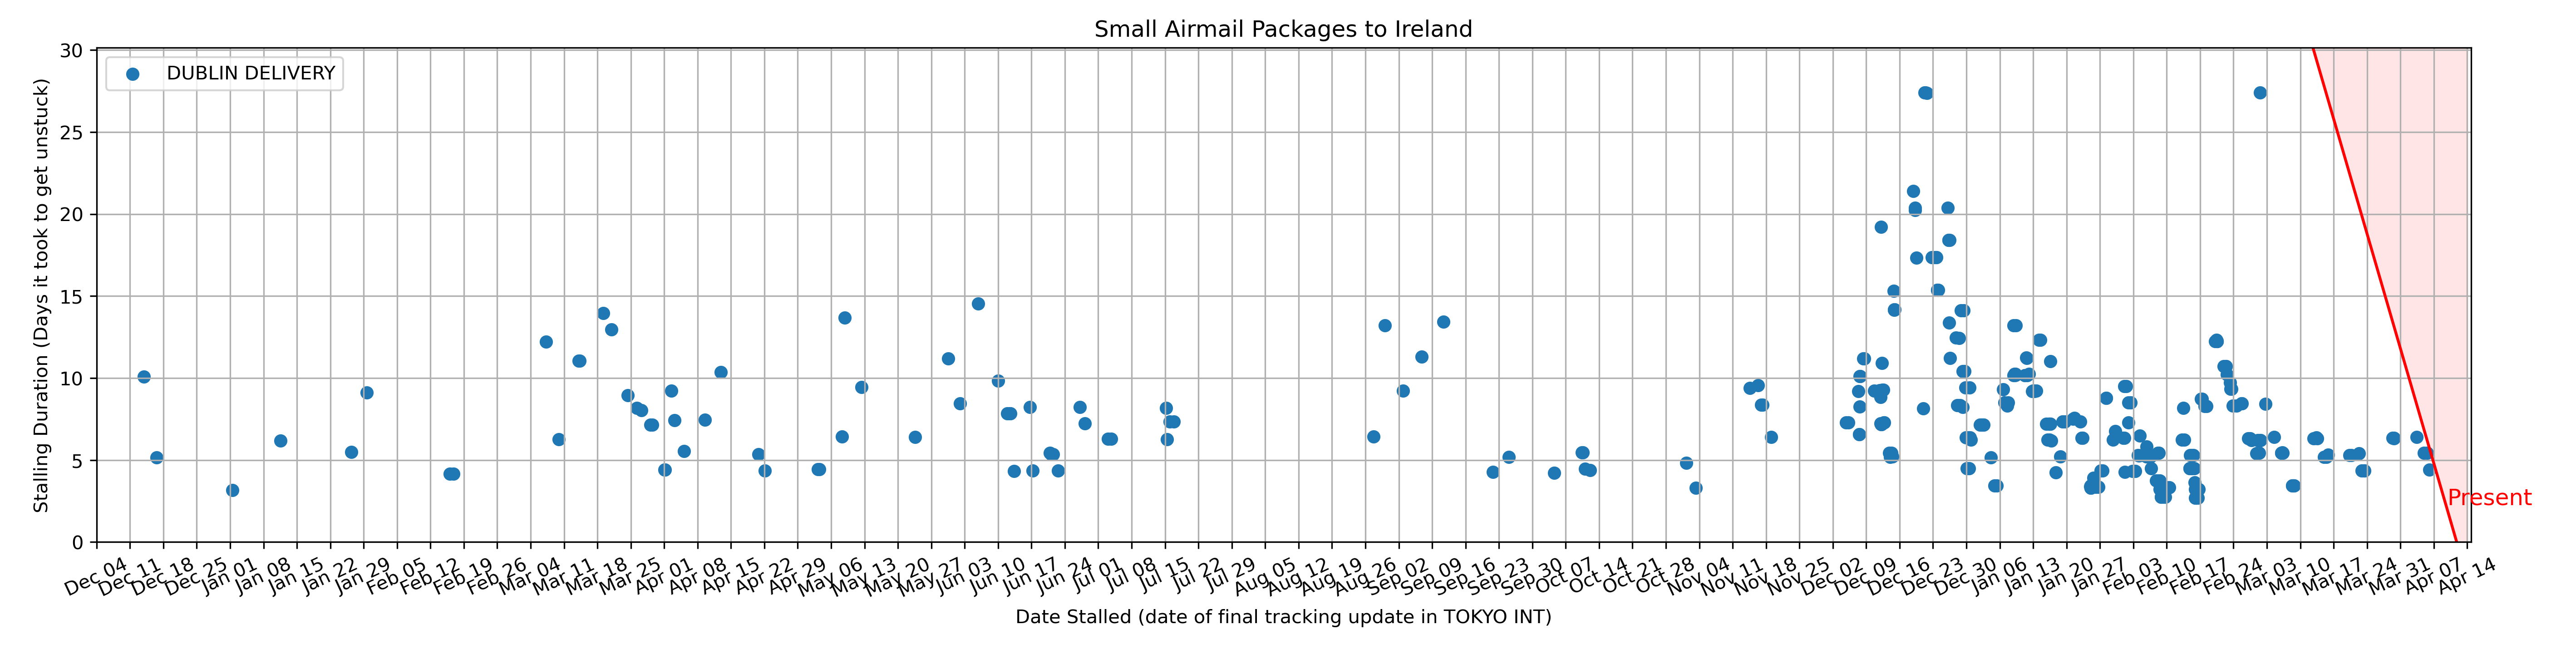 Small Airmail Packages to Ireland
DUBLIN DELIVERY
Stalling Duration (Days it took to get unstuck)
30
25
20
15
10
5
0
Present
Dec 04
Dec 11
Dec 18
Dec 25
Jan 01
Jan 08
Jan 15
Jan 22
Jan 29
Feb 05
Feb 12
Feb 19
Feb 26
Mar 04
Mar 11
Mar 18
Mar 25
Apr 01
Apr 08
Apr 15
Apr 22
Apr 29
May 06
May 13
May 20
May 27
Jun 03
Jun 10
Jun 17
Jun 24
Jul 01
Jul 08
Jul 15
Jul 22
Jul 29
Aug 05
Aug 12
Aug 19
Aug 26
Sep 02
Sep 09
Sep 16
Sep 23
Sep 30
Oct 07
Oct 14
Oct 21
Oct 28
Nov 04
Nov 11
Nov 18
Nov 25
Dec 02
Dec 09
Dec 16
Dec 23
Dec 30
Jan 06
Jan 13
Jan 20
Jan 27
Feb 03
Feb 10
Feb 17
Feb 24
Mar 03
Mar 10
Mar 17
Mar 24
Mar 31
Apr 07
Apr 14
Date Stalled (date of final tracking update in TOKYO INT)